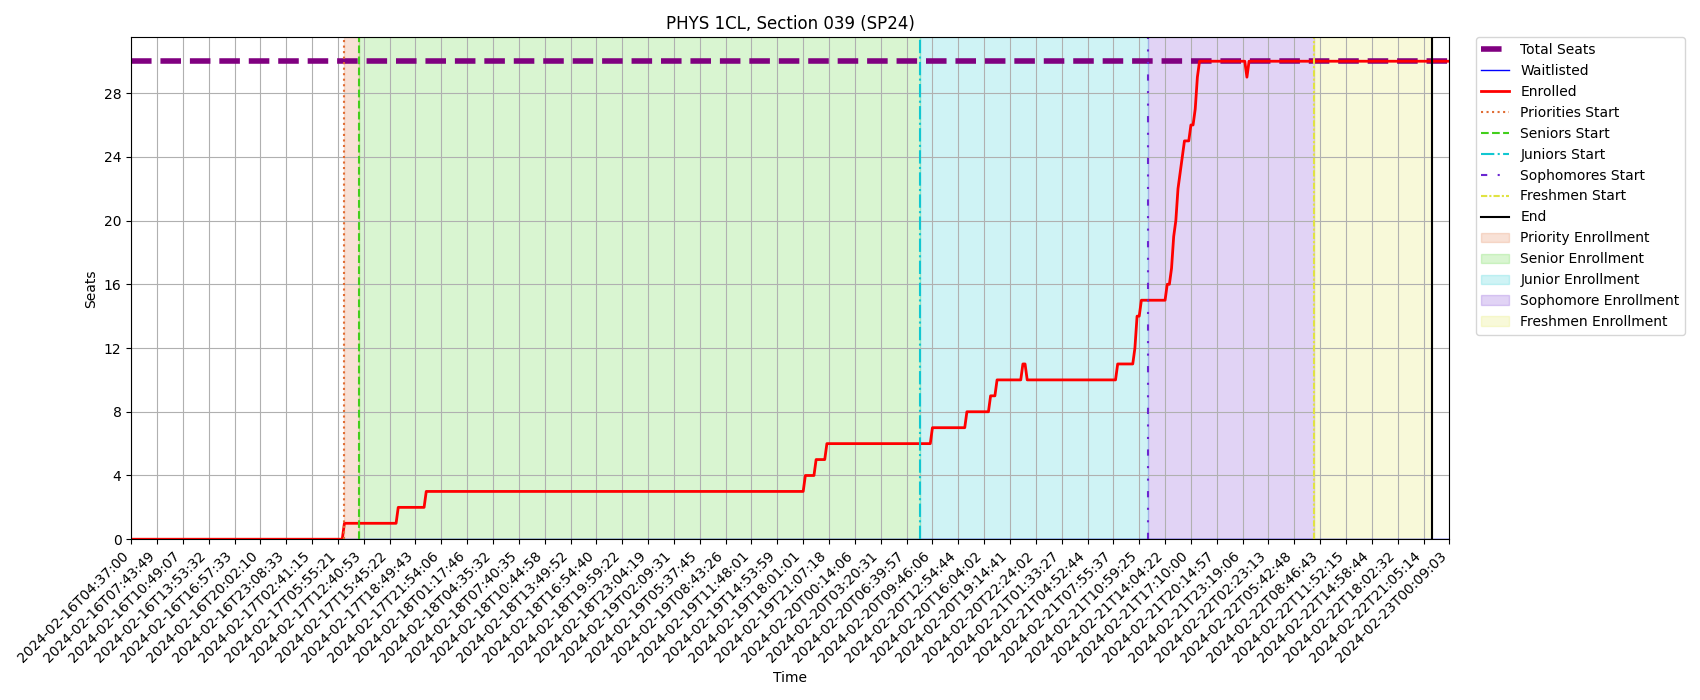 PHYS 1CL, Section 039 (SP24)
Seats
28
24
20
16
12
8
4
0
2024-02-16T04:37:00
2024-02-16T07:43:49
2024-02-16T10:49:07
2024-02-16T13:53:32
2024-02-16T16:57:33
2024-02-16T20:02:10
2024-02-16T23:08:33
2024-02-17T02:41:15
2024-02-17T05:55:21
2024-02-17T12:40:53
2024-02-17T15:45:22
2024-02-17T18:49:43
2024-02-17T21:54:06
2024-02-18T01:17:46
2024-02-18T04:35:32
2024-02-18T07:40:35
2024-02-18T10:44:58
2024-02-18T13:49:52
2024-02-18T16:54:40
2024-02-18T19:59:22
2024-02-18T23:04:19
2024-02-19T02:09:31
2024-02-19T05:37:45
2024-02-19T08:43:26
2024-02-19T11:48:01
2024-02-19T14:53:59
2024-02-19T18:01:01
2024-02-19T21:07:18
2024-02-20T00:14:06
2024-02-20T03:20:31
2024-02-20T06:39:57
2024-02-20T09:46:06
2024-02-20T12:54:44
2024-02-20T16:04:02
2024-02-20T19:14:41
2024-02-20T22:24:02
2024-02-21T01:33:27
2024-02-21T04:52:44
2024-02-21T07:55:37
2024-02-21T10:59:25
2024-02-21T14:04:22
2024-02-21T17:10:00
2024-02-21T20:14:57
2024-02-21T23:19:06
2024-02-22T02:23:13
2024-02-22T05:42:48
2024-02-22T08:46:43
2024-02-22T11:52:15
2024-02-22T14:58:44
2024-02-22T18:02:32
2024-02-22T21:05:14
2024-02-23T00:09:03
Time
Total Seats
Waitlisted
Enrolled
Priorities Start
Seniors Start
Juniors Start
Sophomores Start
Freshmen Start
End
Priority Enrollment
Senior Enrollment
Junior Enrollment
Sophomore Enrollment
Freshmen Enrollment